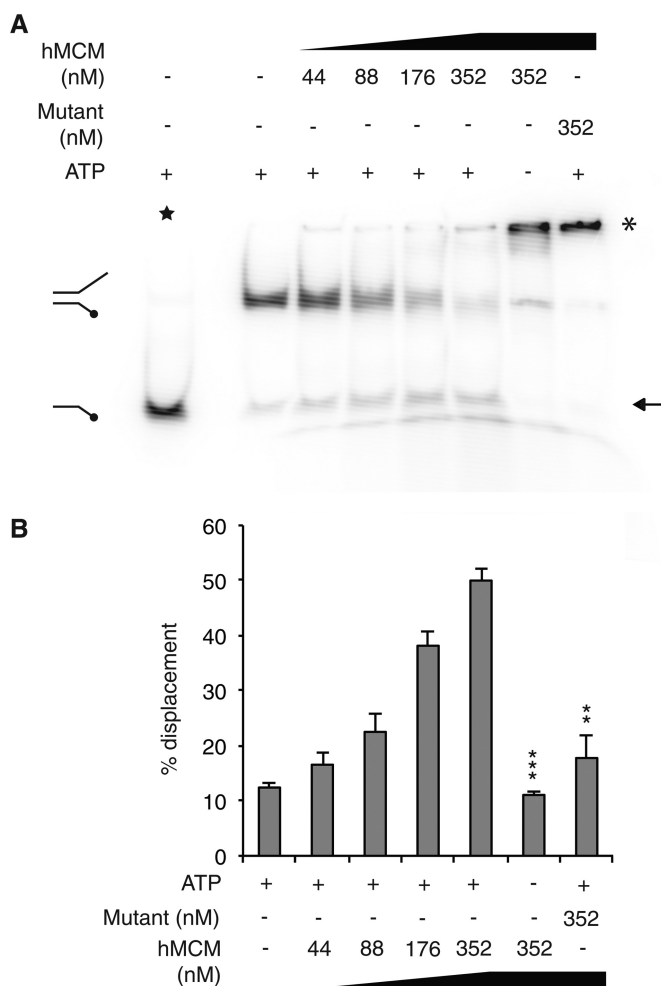 A
hMCM
(nM) - - 44 88 176 352 352 -
Mutant
(nM) - - - - - - - 352
ATP + + + + + + - +
★
*
B
60
50
40
30
20
10
0
% displacement
***
**
ATP + + + + + - +
Mutant (nM) - - - - - - 352
hMCM
(nM) - 44 88 176 352 352 -